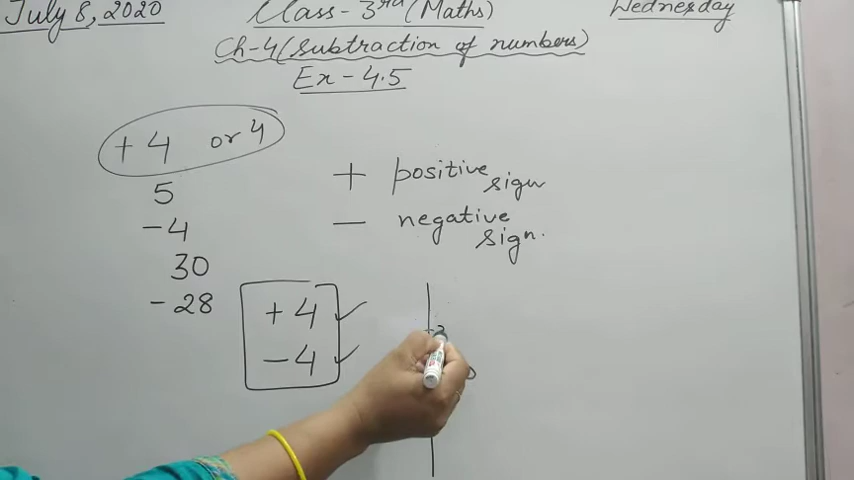 July 8, 2020
Class - 3rd (Maths)
Wednesday
Ch-4 (Subtraction of numbers)
Ex - 4.5
+ 4 or 4
5
- 4
30
- 28
+ positive sign
- negative sign.
+ 4 ✓
- 4 ✓